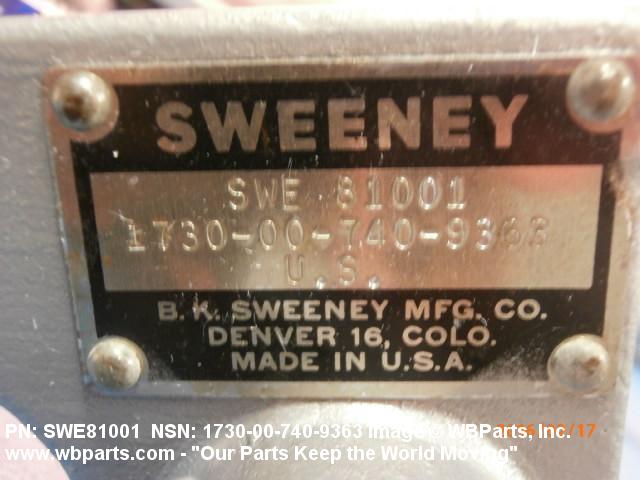 SWEENEY
SWE 81001
1730-00-740-9363
U.S.
B.K. SWEENEY MFG. CO.
DENVER 16, COLO.
MADE IN U.S.A.
PN: SWE81001 NSN: 1730-00-740-9363 Image © WBParts, Inc.
www.wbparts.com - "Our Parts Keep the World Moving"